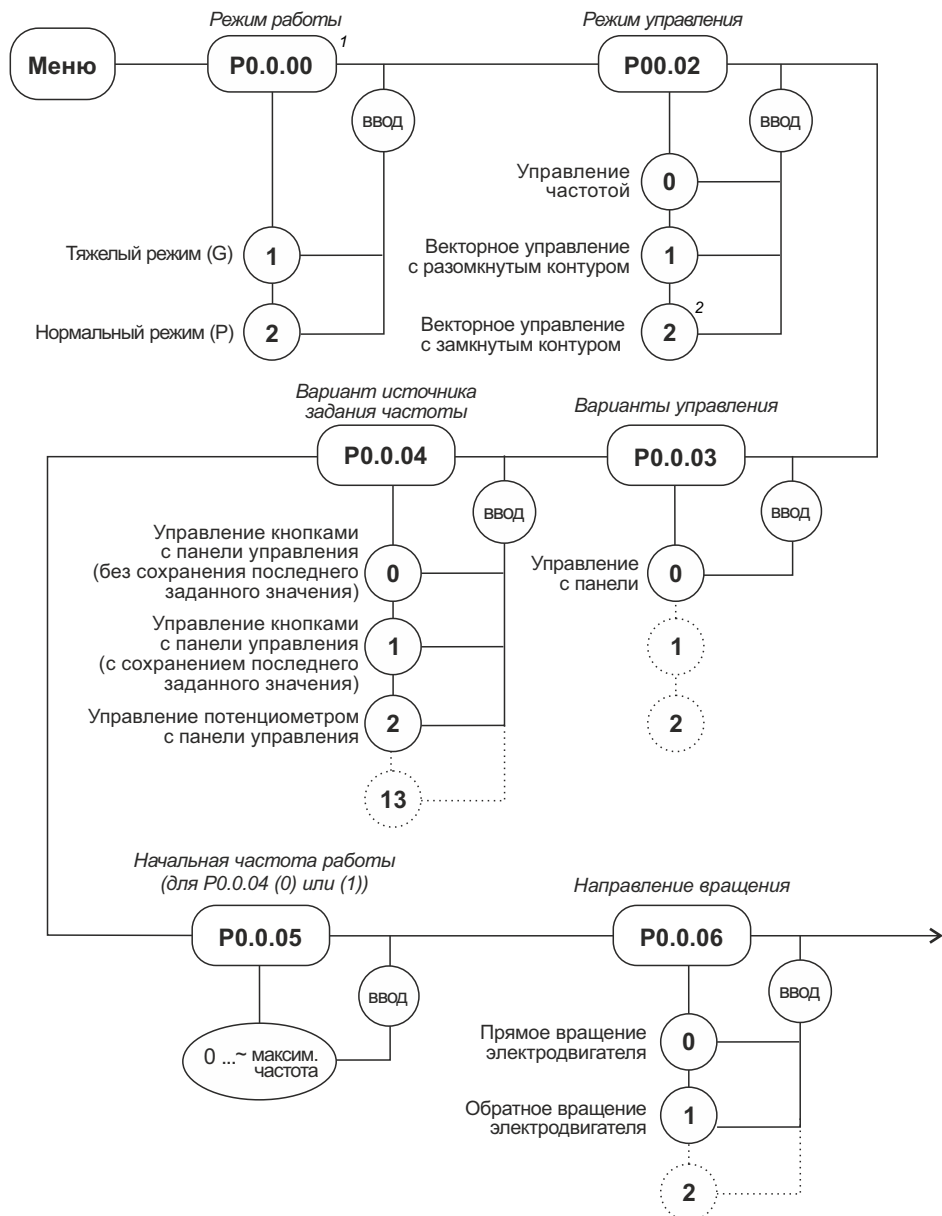 Режим работы
Меню
P0.0.00
1
ВВОД
Тяжелый режим (G)
1
Нормальный режим (P)
2
Режим управления
P00.02
ВВОД
Управление
частотой
0
Векторное управление
с разомкнутым контуром
1
Векторное управление
с замкнутым контуром
2
2
Варианты управления
P0.0.03
ВВОД
Управление
с панели
0
1
2
Вариант источника
задания частоты
P0.0.04
ВВОД
Управление кнопками
с панели управления
(без сохранения последнего
заданного значения)
0
Управление кнопками
с панели управления
(с сохранением последнего
заданного значения)
1
Управление потенциометром
с панели управления
2
13
Начальная частота работы
(для P0.0.04 (0) или (1))
P0.0.05
ВВОД
0 ...~ максим.
частота
Направление вращения
P0.0.06
ВВОД
Прямое вращение
электродвигателя
0
Обратное вращение
электродвигателя
1
2